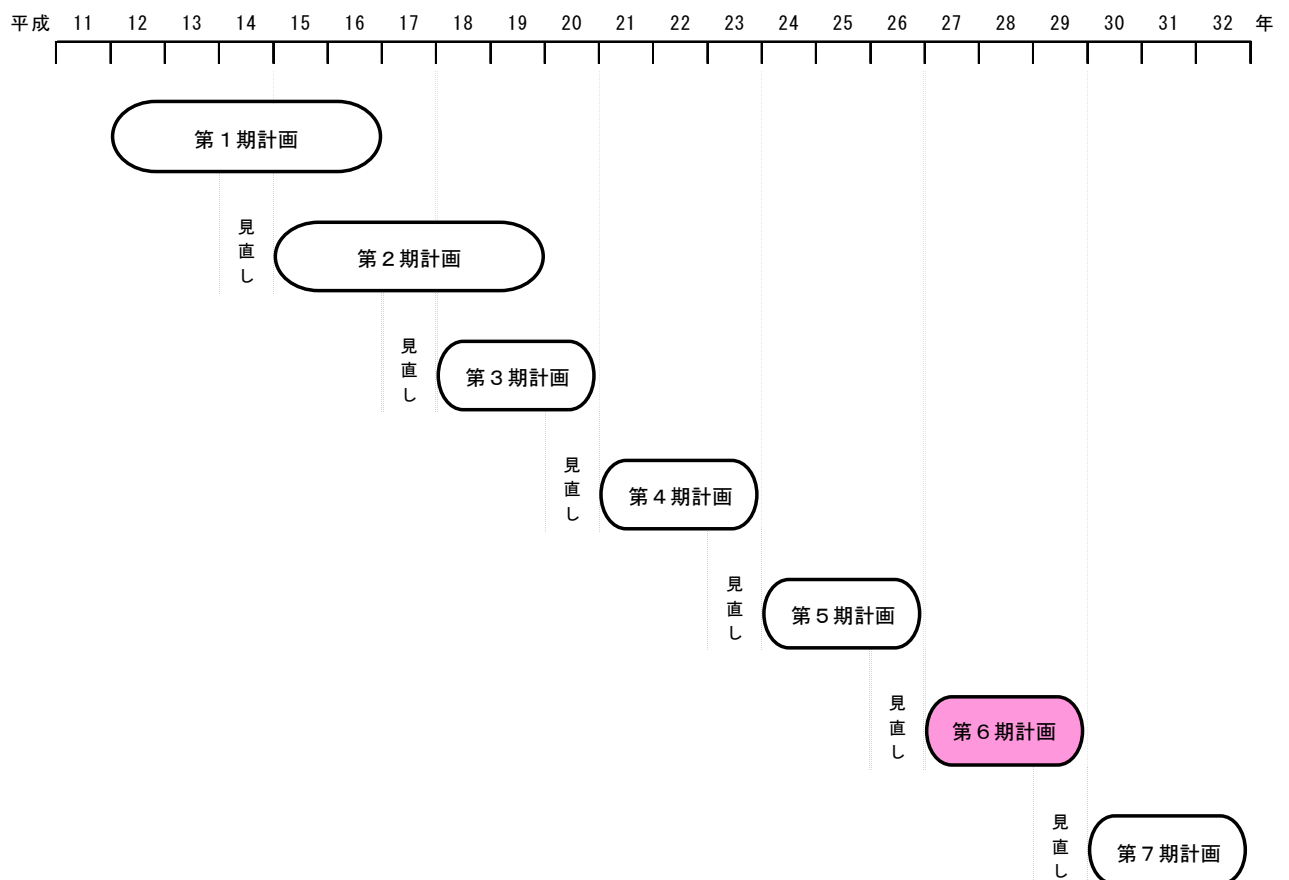 平成 11 12 13 14 15 16 17 18 19 20 21 22 23 24 25 26 27 28 29 30 31 32 年
第１期計画
見直し
第２期計画
見直し
第３期計画
見直し
第４期計画
見直し
第５期計画
見直し
第６期計画
見直し
第７期計画